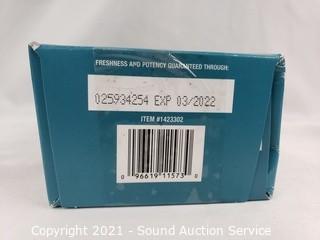 FRESHNESS AND POTENCY GUARANTEED THROUGH:
025934254 EXP 03/2022
ITEM #1423302
0 96619 11573 0
Copyright 2021 - Sound Auction Service